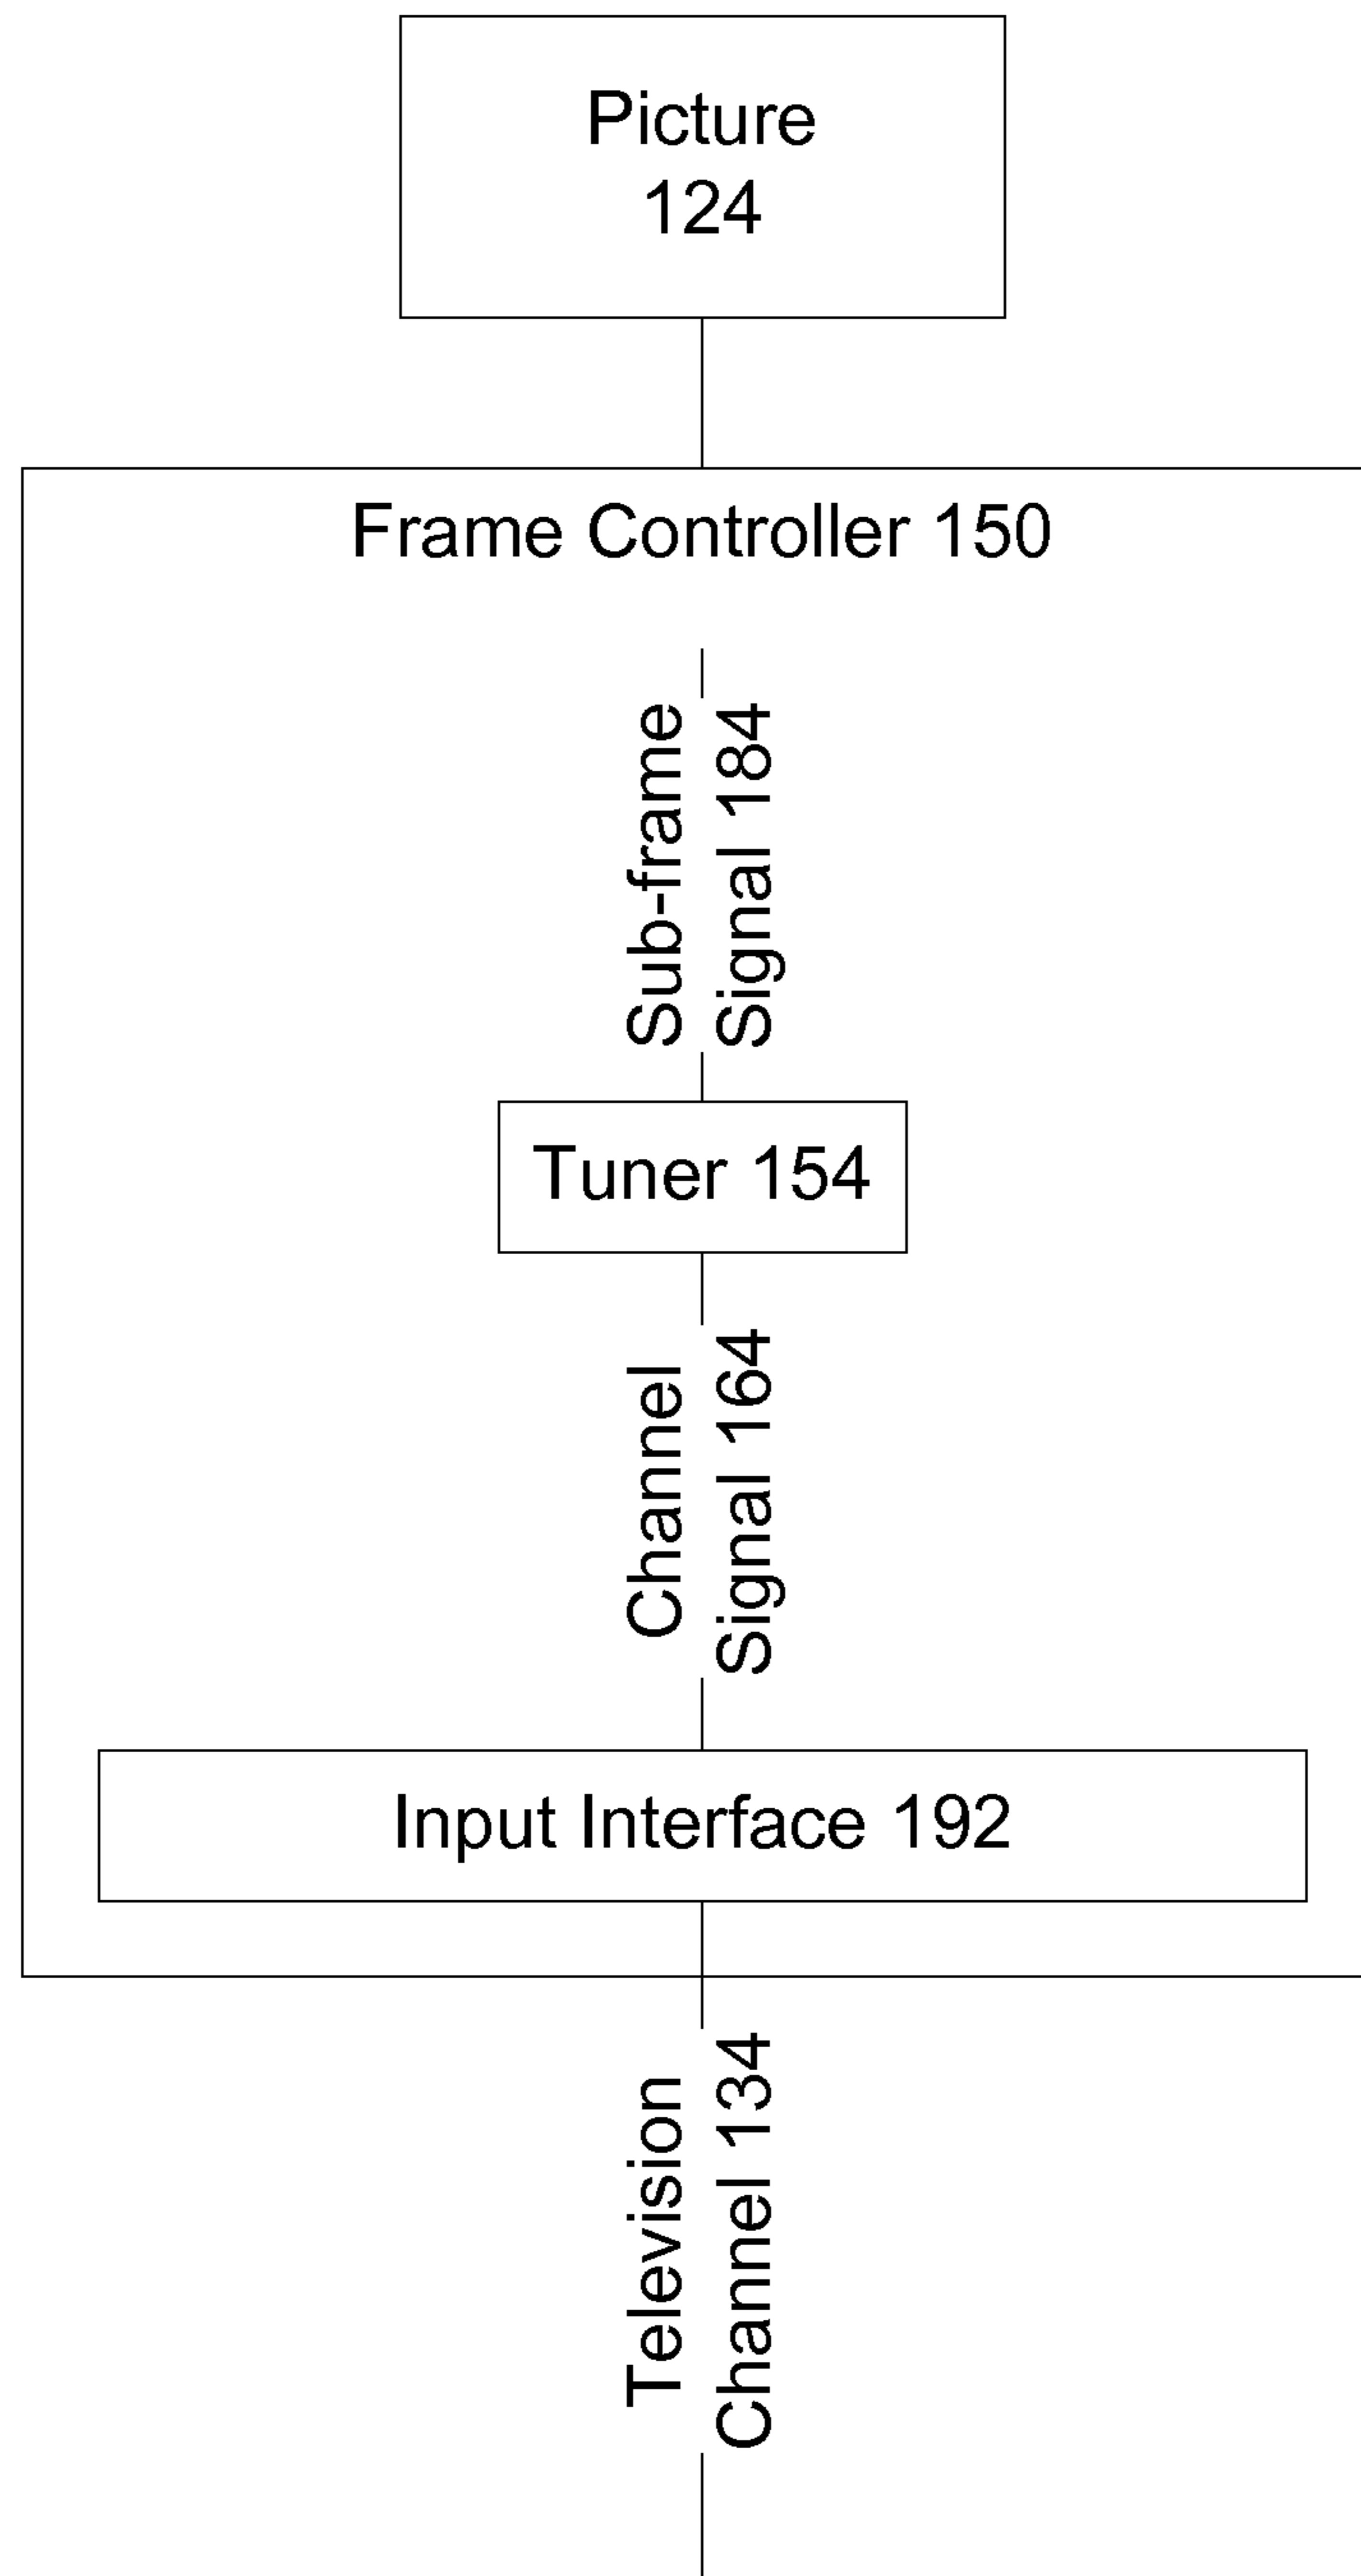 Picture
124
Frame Controller 150
Sub-frame
Signal 184
Tuner 154
Channel
Signal 164
Input Interface 192
Television
Channel 134